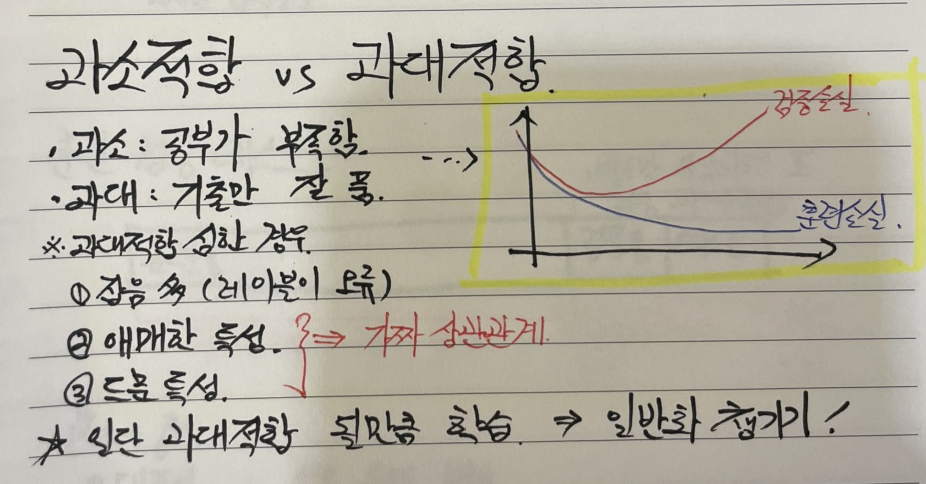 과소적합 vs 과대적합.
· 과소 : 공부가 부족함.
· 과대 : 기출만 잘 품.
※ 과대적합 심한 경우
① 잡음 多 (레이블이 오류)
② 애매한 특성.
③ 드문 특성.
⇒ 가짜 상관관계.
☆ 일단 과대적합 될만큼 학습. ⇒ 일반화 챙기기!
검증손실.
훈련손실.